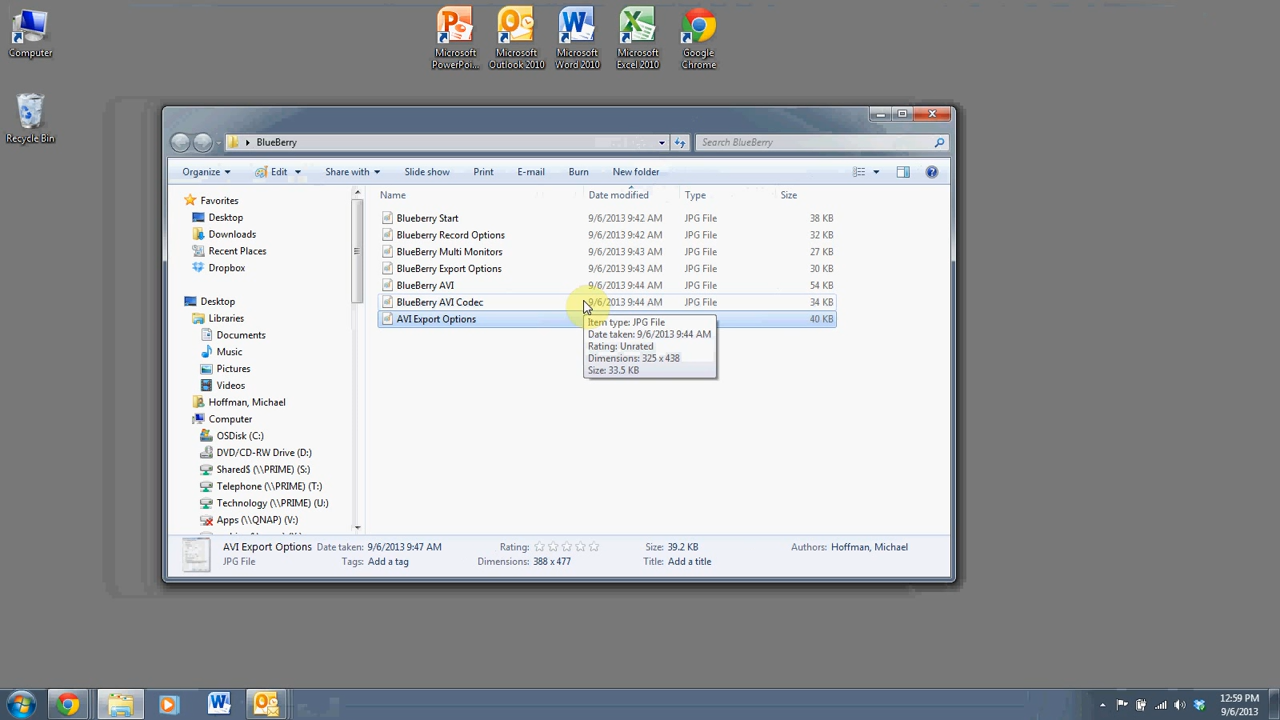 Computer
Recycle Bin
Microsoft PowerPoi...
Microsoft Outlook 2010
Microsoft Word 2010
Microsoft Excel 2010
Google Chrome
BlueBerry
Search BlueBerry
Organize Edit Share with Slide show Print E-mail Burn New folder
Favorites
Desktop
Downloads
Recent Places
Dropbox
Desktop
Libraries
Documents
Music
Pictures
Videos
Hoffman, Michael
Computer
OSDisk (C:)
DVD/CD-RW Drive (D:)
Shared$ (\\PRIME) (S:)
Telephone (\\PRIME) (T:)
Technology (\\PRIME) (U:)
Apps (\\QNAP) (V:)
Name Date modified Type Size
Blueberry Start 9/6/2013 9:42 AM JPG File 38 KB
Blueberry Record Options 9/6/2013 9:42 AM JPG File 32 KB
BlueBerry Multi Monitors 9/6/2013 9:43 AM JPG File 27 KB
BlueBerry Export Options 9/6/2013 9:43 AM JPG File 30 KB
BlueBerry AVI 9/6/2013 9:44 AM JPG File 54 KB
BlueBerry AVI Codec 9/6/2013 9:44 AM JPG File 34 KB
AVI Export Options 40 KB
Item type: JPG File
Date taken: 9/6/2013 9:44 AM
Rating: Unrated
Dimensions: 325 x 438
Size: 33.5 KB
AVI Export Options Date taken: 9/6/2013 9:47 AM Rating: Size: 39.2 KB Authors: Hoffman, Michael
JPG File Tags: Add a tag Dimensions: 388 x 477 Title: Add a title
12:59 PM
9/6/2013